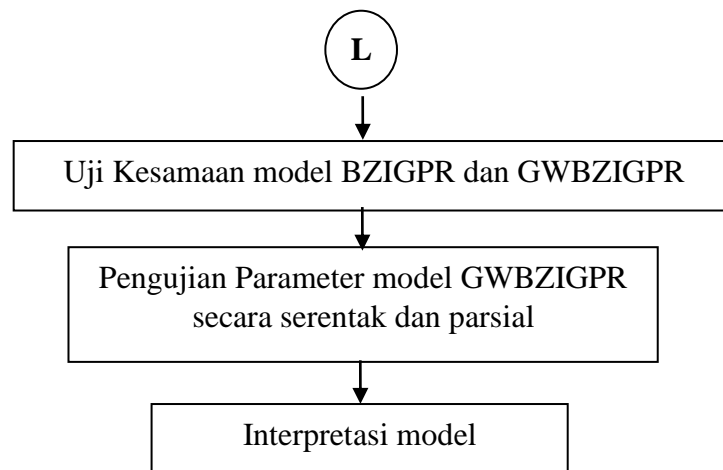 L
Uji Kesamaan model BZIGPR dan GWBZIGPR
Pengujian Parameter model GWBZIGPR
secara serentak dan parsial
Interpretasi model